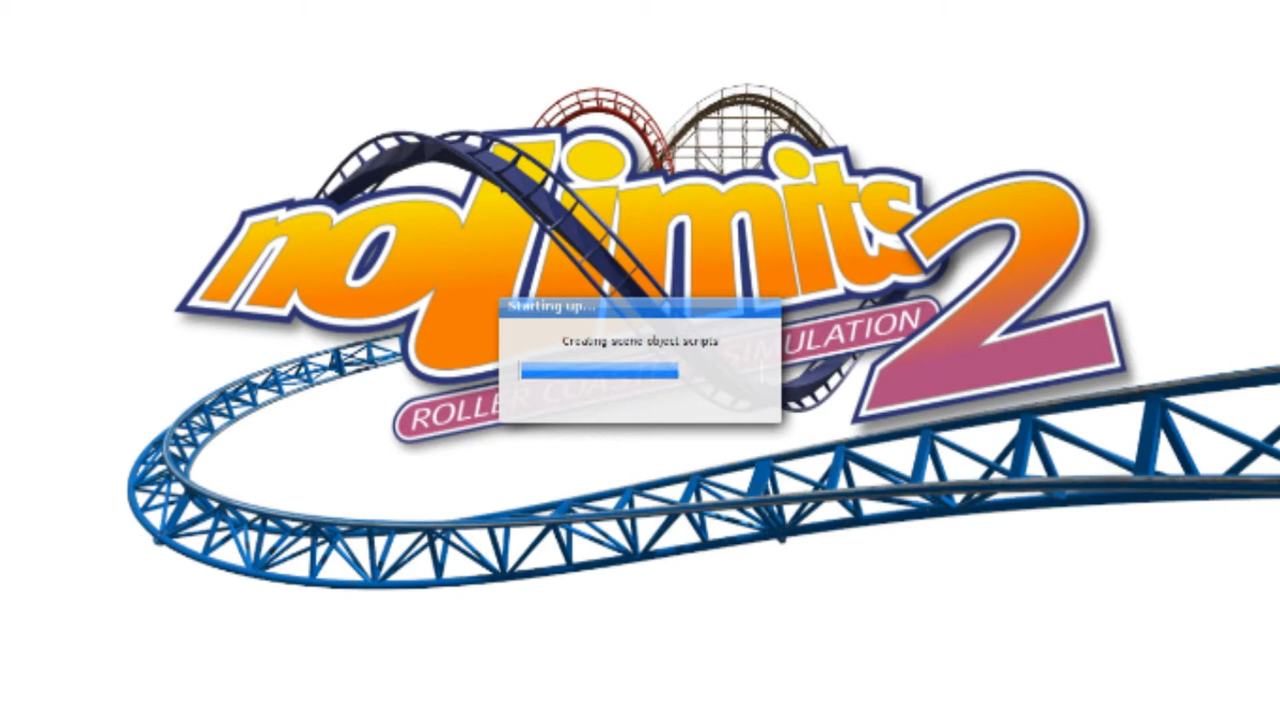 nolimits 2
ROLLER COASTER SIMULATION
Starting up...
Creating scene object scripts